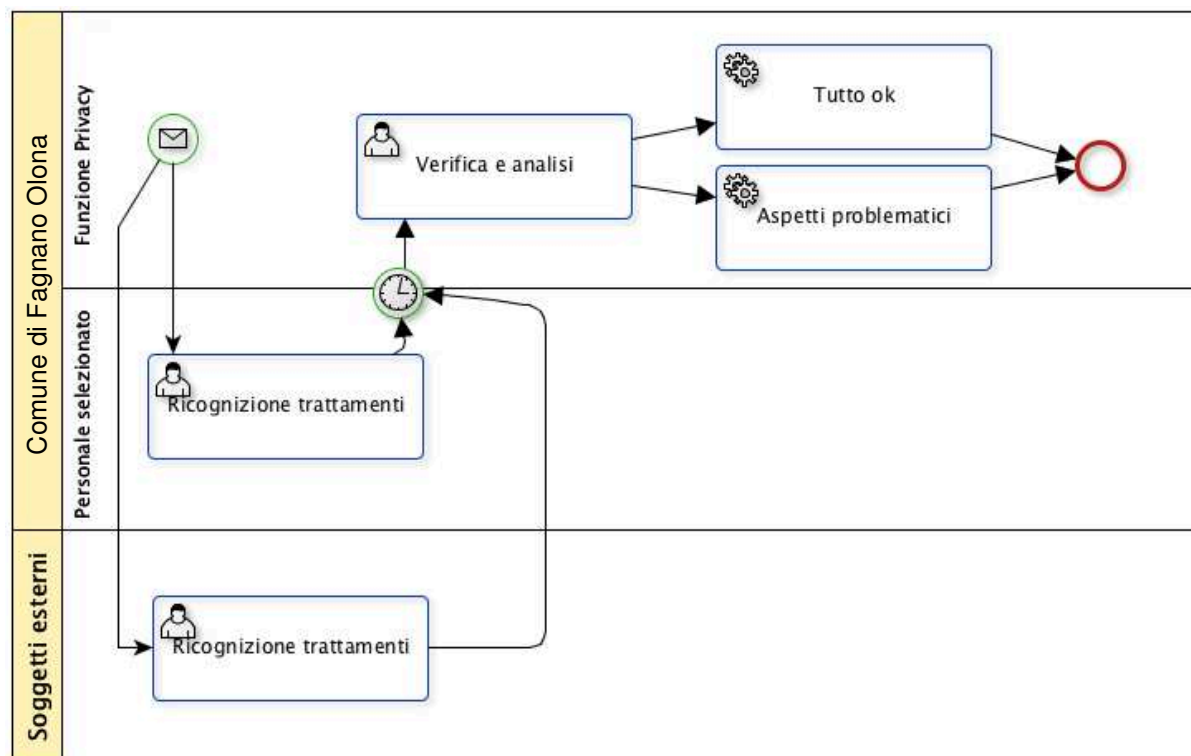 Comune di Fagnano Olona
Funzione Privacy
Verifica e analisi
Tutto ok
Aspetti problematici
Personale selezionato
Ricognizione trattamenti
Soggetti esterni
Ricognizione trattamenti